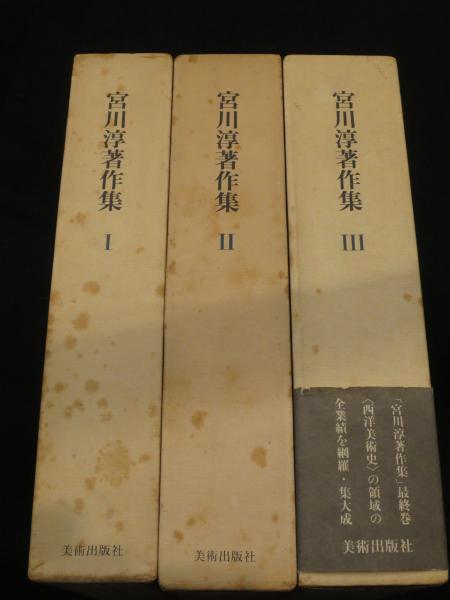 宮川淳著作集
I
美術出版社
宮川淳著作集
II
美術出版社
宮川淳著作集
III
「宮川淳著作集」最終巻
〈西洋美術史〉の領域の
全業績を網羅・集大成
美術出版社